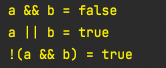 a && b = false
a || b = true
!(a && b) = true